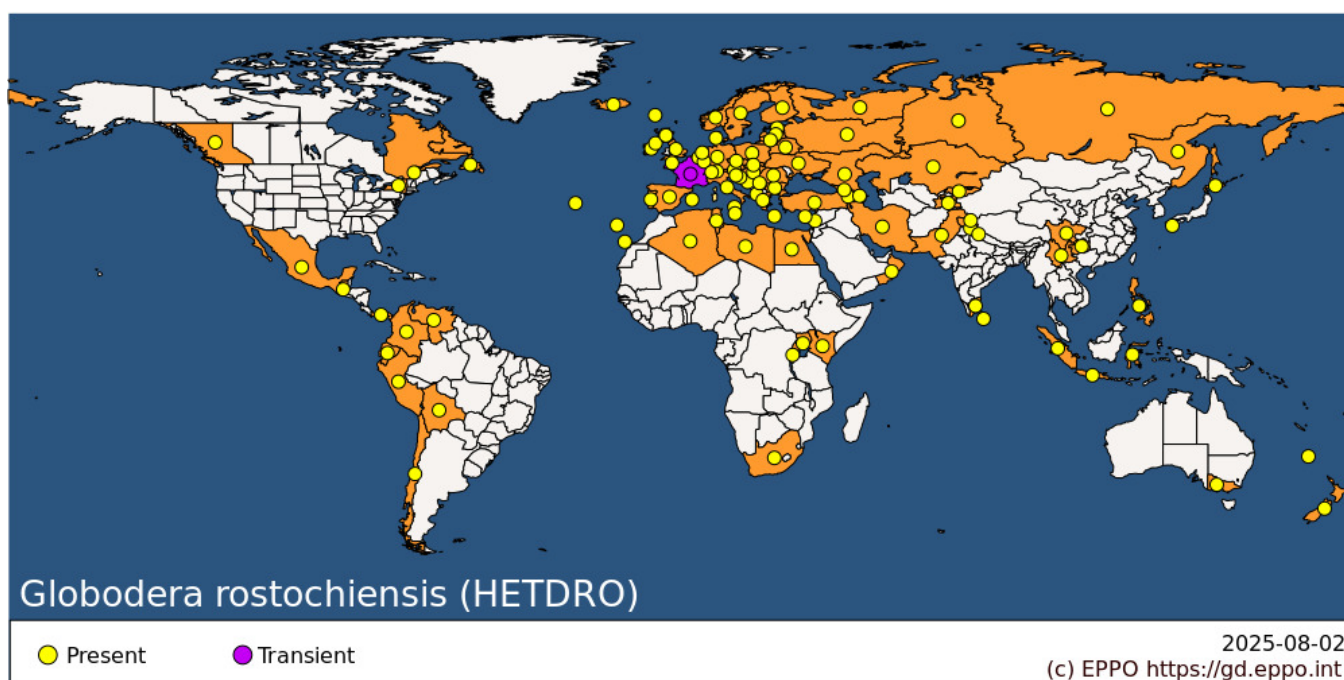 Globodera rostochiensis (HETDRO)
Present
Transient
2025-08-02
(c) EPPO https://gd.eppo.int